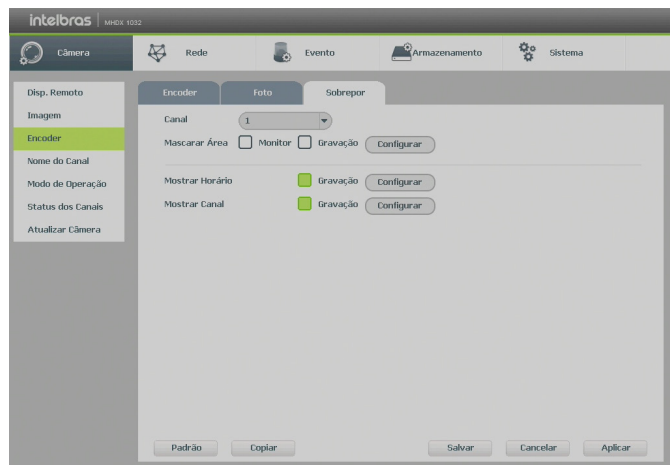 intelbras | MHDX 1032
Câmera Rede Evento Armazenamento Sistema
Disp. Remoto
Imagem
Encoder
Nome do Canal
Modo de Operação
Status dos Canais
Atualizar Câmera
Encoder Foto Sobrepor
Canal 1
Mascarar Área Monitor Gravação Configurar
Mostrar Horário Gravação Configurar
Mostrar Canal Gravação Configurar
Padrão Copiar Salvar Cancelar Aplicar